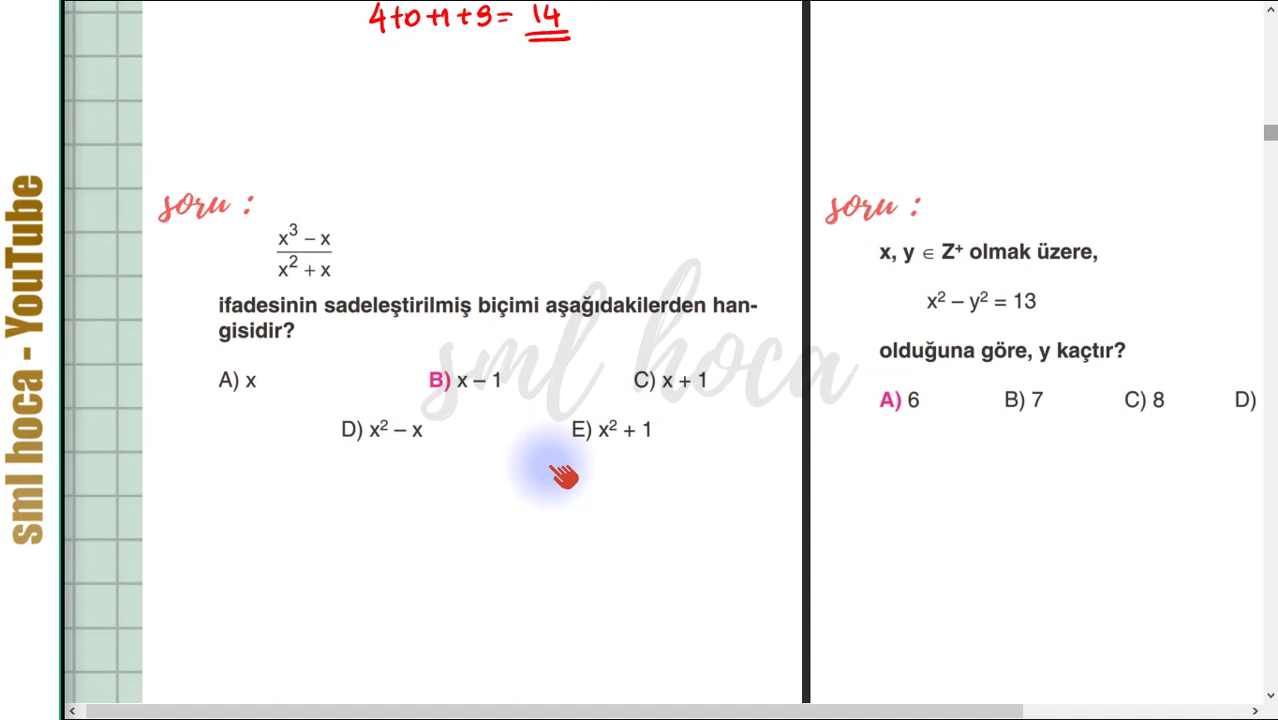 4+0+1+9= 14
sml hoca - YouTube
soru :
x³ – x
x² + x
ifadesinin sadeleştirilmiş biçimi aşağıdakilerden han-
gisidir?
A) x B) x – 1 C) x + 1
D) x² – x E) x² + 1
sml hoca
soru :
x, y ∈ Z⁺ olmak üzere,
x² – y² = 13
olduğuna göre, y kaçtır?
A) 6 B) 7 C) 8 D)